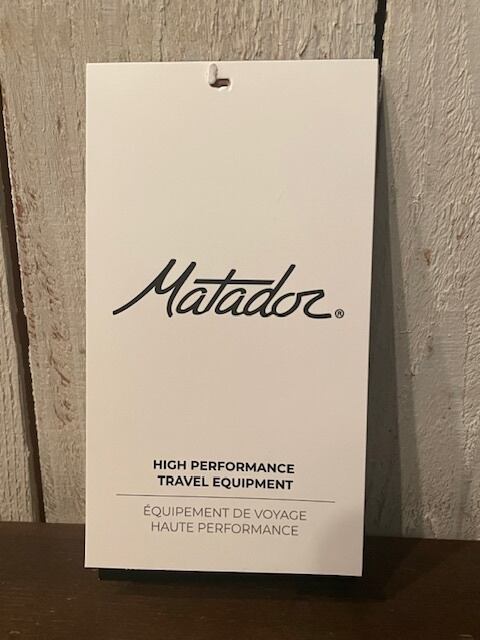 Matador®
HIGH PERFORMANCE
TRAVEL EQUIPMENT
ÉQUIPEMENT DE VOYAGE
HAUTE PERFORMANCE